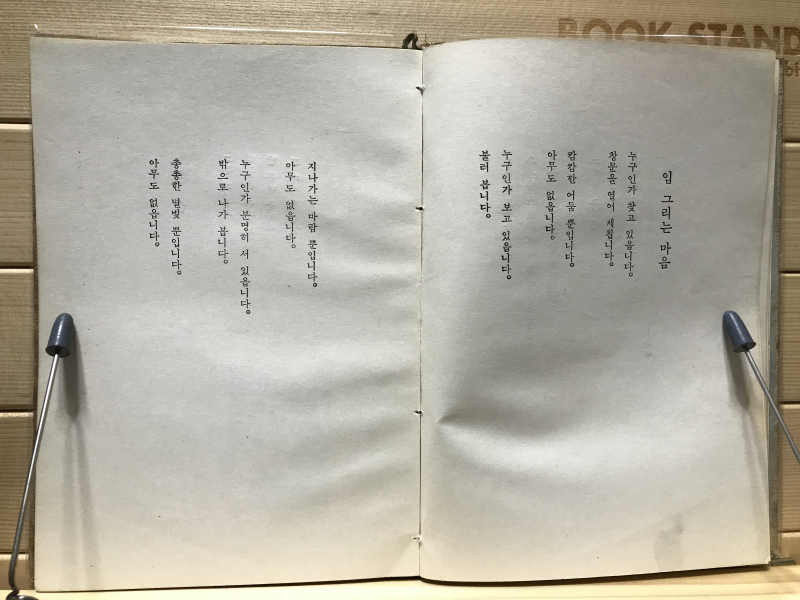 임 그리는 마음
누구인가 찾고 있읍니다.
창문을 열어 제칩니다.
캄캄한 어둠 뿐입니다.
아무도 없읍니다.
누구인가 보고 있읍니다.
불러 봅니다.
지나가는 바람 뿐입니다.
아무도 없읍니다.
누구인가 분명히 서 있읍니다.
밖으로 나가 봅니다.
총총한 별빛 뿐입니다.
아무도 없읍니다.
BOOK STAND